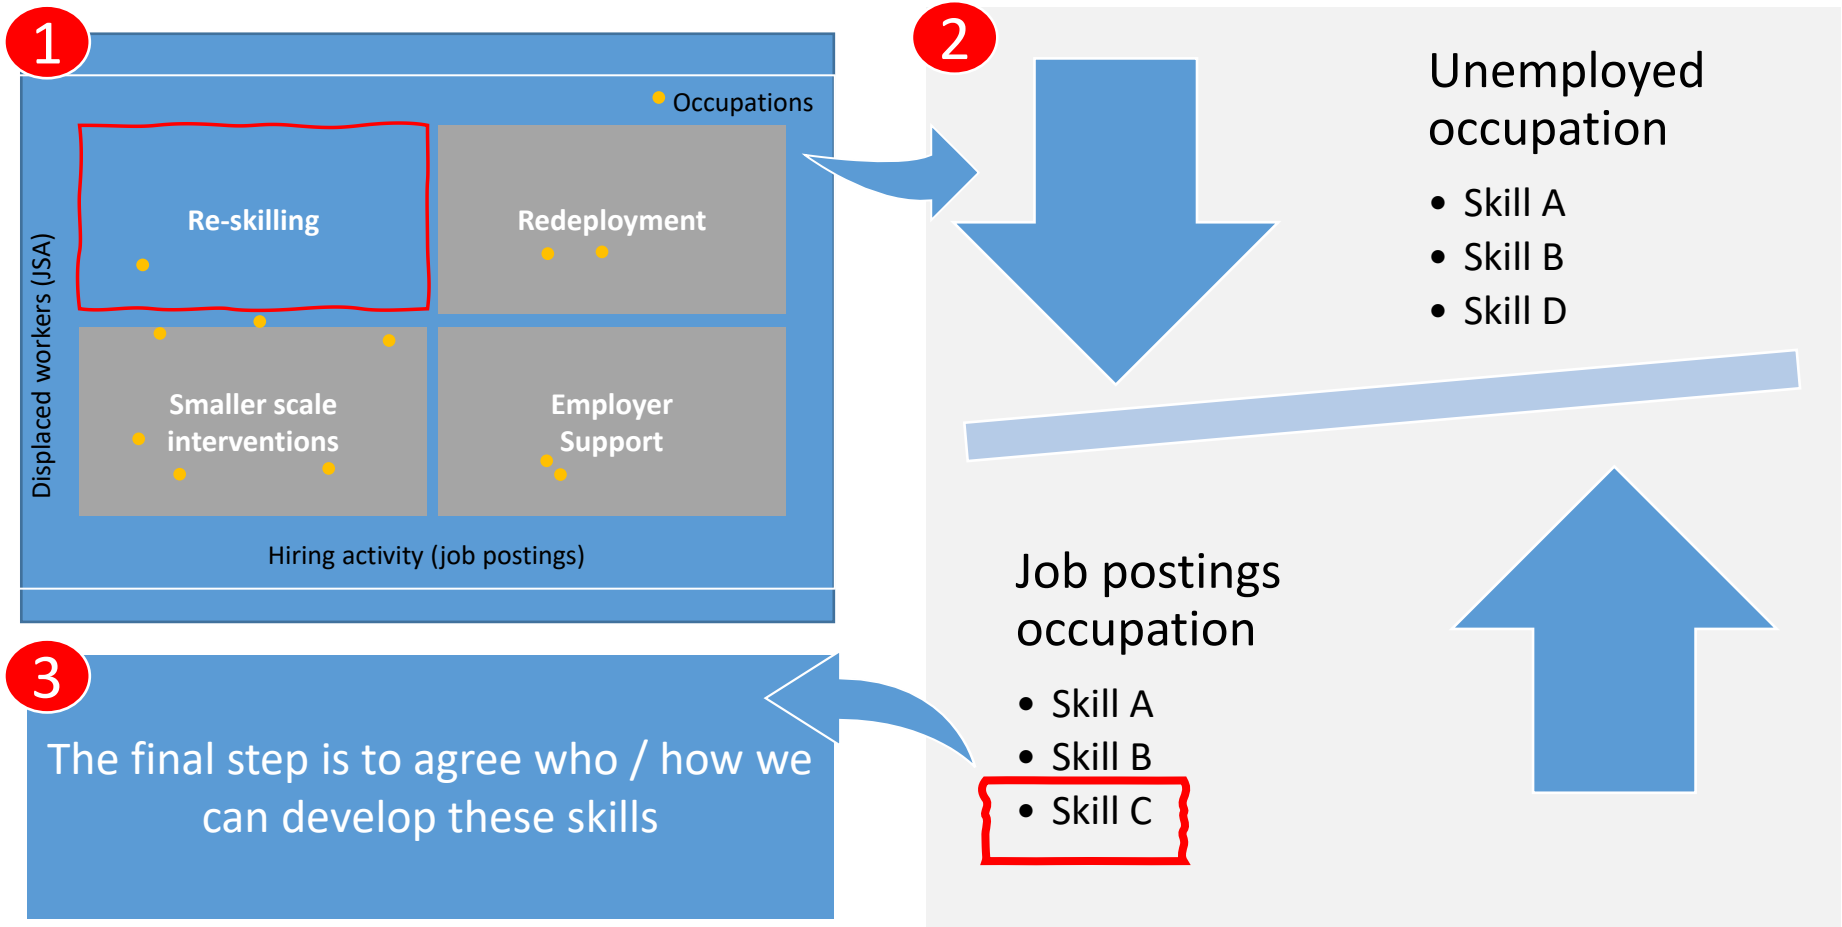 1
Occupations
Re-skilling
Redeployment
Displaced workers (JSA)
Smaller scale
interventions
Employer
Support
Hiring activity (job postings)
2
Unemployed
occupation
• Skill A
• Skill B
• Skill D
Job postings
occupation
• Skill A
• Skill B
• Skill C
3
The final step is to agree who / how we
can develop these skills